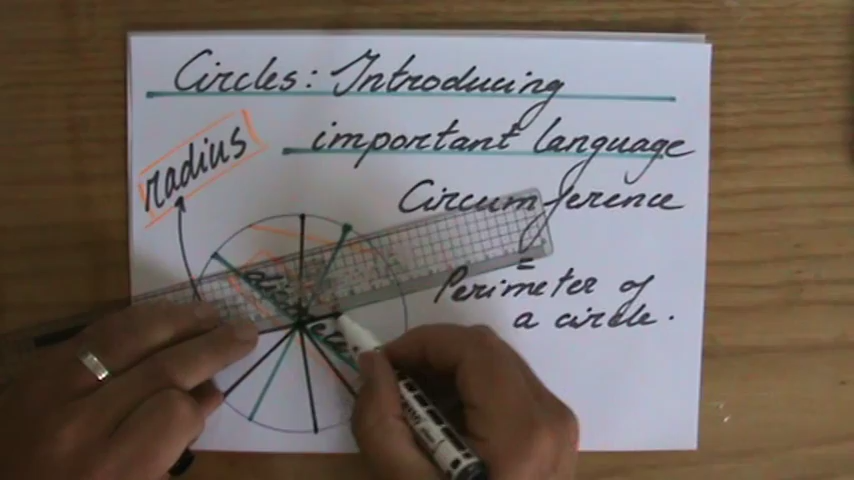 Circles: Introducing
important language
radius
Circumference
=
Perimeter of
a circle.